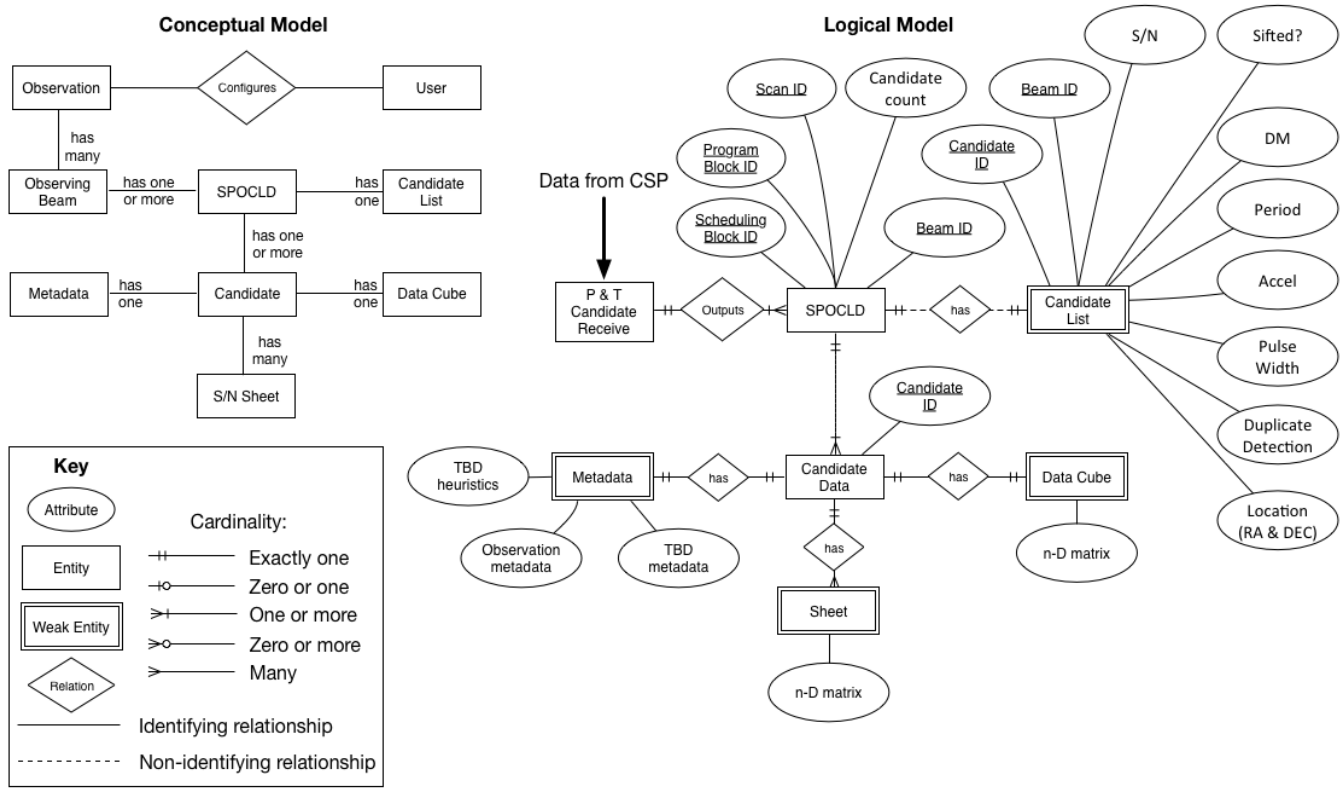 Conceptual Model
Observation
Configures
User
has
many
Observing
Beam
has one
or more
SPOCLD
has
one
Candidate
List
has one
or more
Metadata
has
one
Candidate
has
one
Data Cube
has
many
S/N Sheet
Key
Attribute
Entity
Weak Entity
Relation
Cardinality:
Exactly one
Zero or one
One or more
Zero or more
Many
Identifying relationship
Non-identifying relationship
Logical Model
Data from CSP
P & T
Candidate
Receive
Outputs
SPOCLD
Scheduling
Block ID
Program
Block ID
Scan ID
Candidate
count
Beam ID
has
Candidate
List
Candidate
ID
Beam ID
S/N
Sifted?
DM
Period
Accel
Pulse
Width
Duplicate
Detection
Location
(RA & DEC)
Candidate
ID
Candidate
Data
has
Metadata
TBD
heuristics
Observation
metadata
TBD
metadata
has
Data Cube
n-D matrix
has
Sheet
n-D matrix